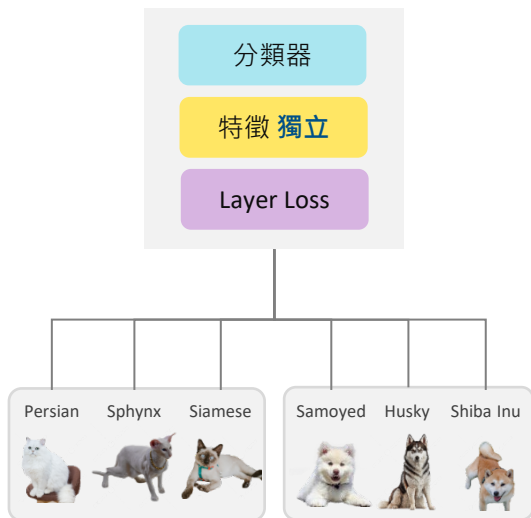 分類器
特徵 獨立
Layer Loss
Persian Sphynx Siamese Samoyed Husky Shiba Inu